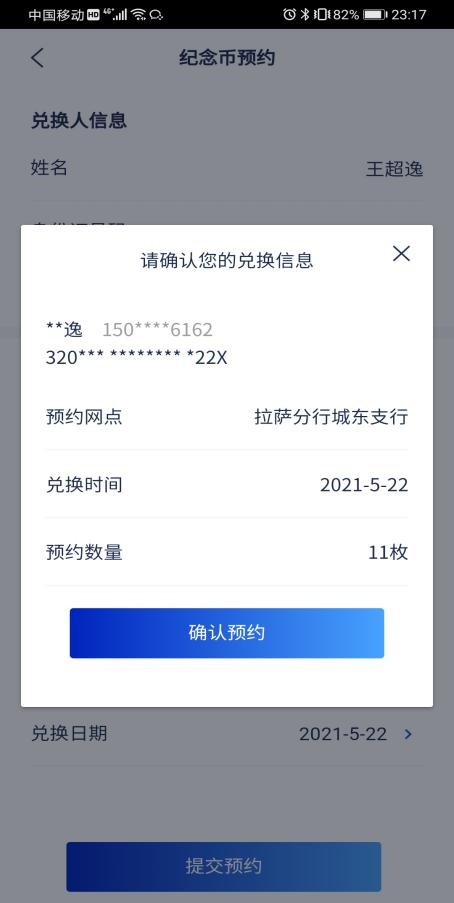 中国移动 HD 4G 82% 23:17
纪念币预约
兑换人信息
姓名 王超逸
请确认您的兑换信息
**逸 150****6162
320*** ******** *22X
预约网点 拉萨分行城东支行
兑换时间 2021-5-22
预约数量 11枚
确认预约
兑换日期 2021-5-22
提交预约